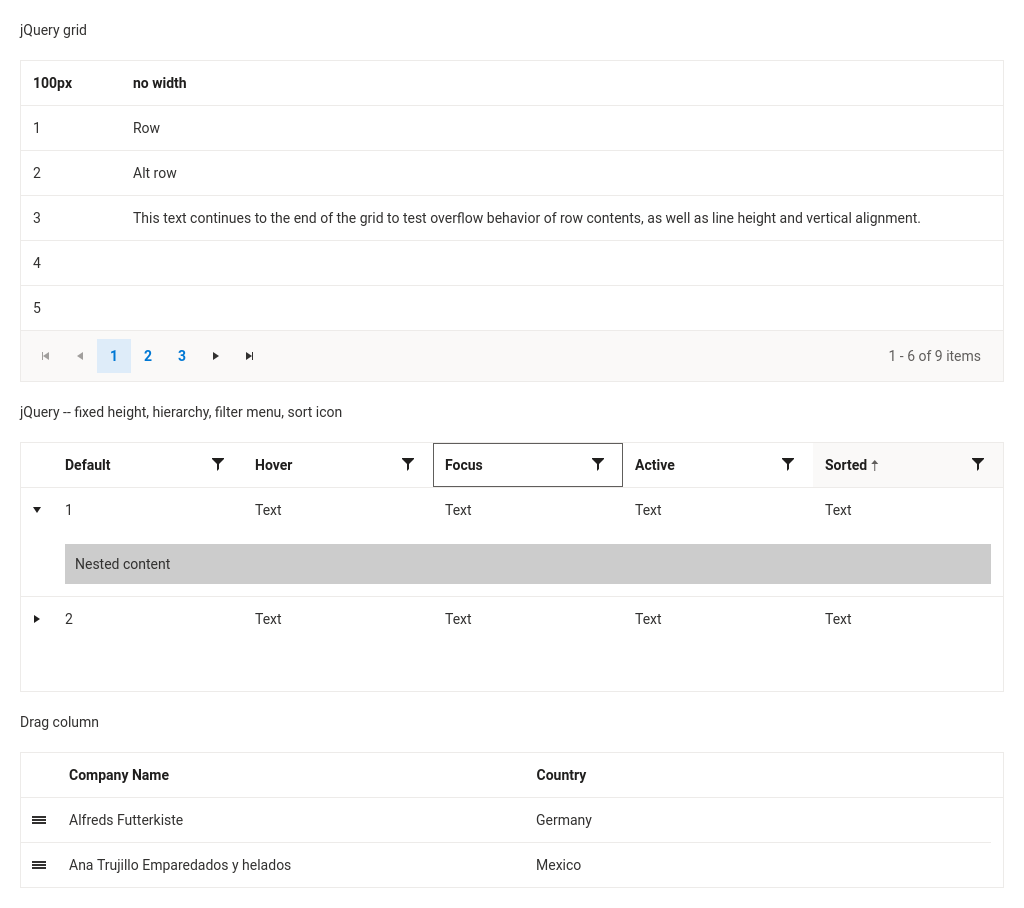 jQuery grid
100px no width
1 Row
2 Alt row
3 This text continues to the end of the grid to test overflow behavior of row contents, as well as line height and vertical alignment.
4
5
1 2 3 1 - 6 of 9 items
jQuery -- fixed height, hierarchy, filter menu, sort icon
Default Hover Focus Active Sorted
1 Text Text Text Text
Nested content
2 Text Text Text Text
Drag column
Company Name Country
Alfreds Futterkiste Germany
Ana Trujillo Emparedados y helados Mexico